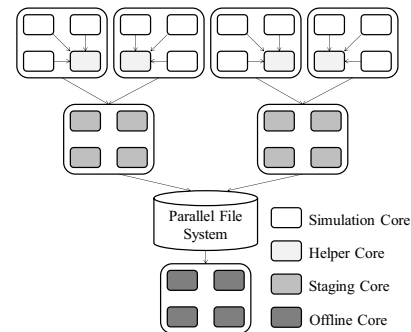 Parallel File
System
Simulation Core
Helper Core
Staging Core
Offline Core